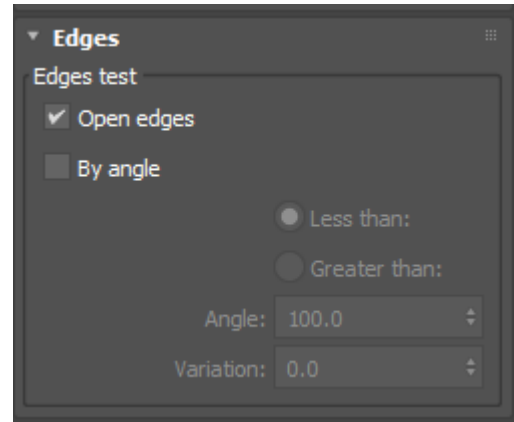 Edges
Edges test
Open edges
By angle
Less than:
Greater than:
Angle: 100.0
Variation: 0.0